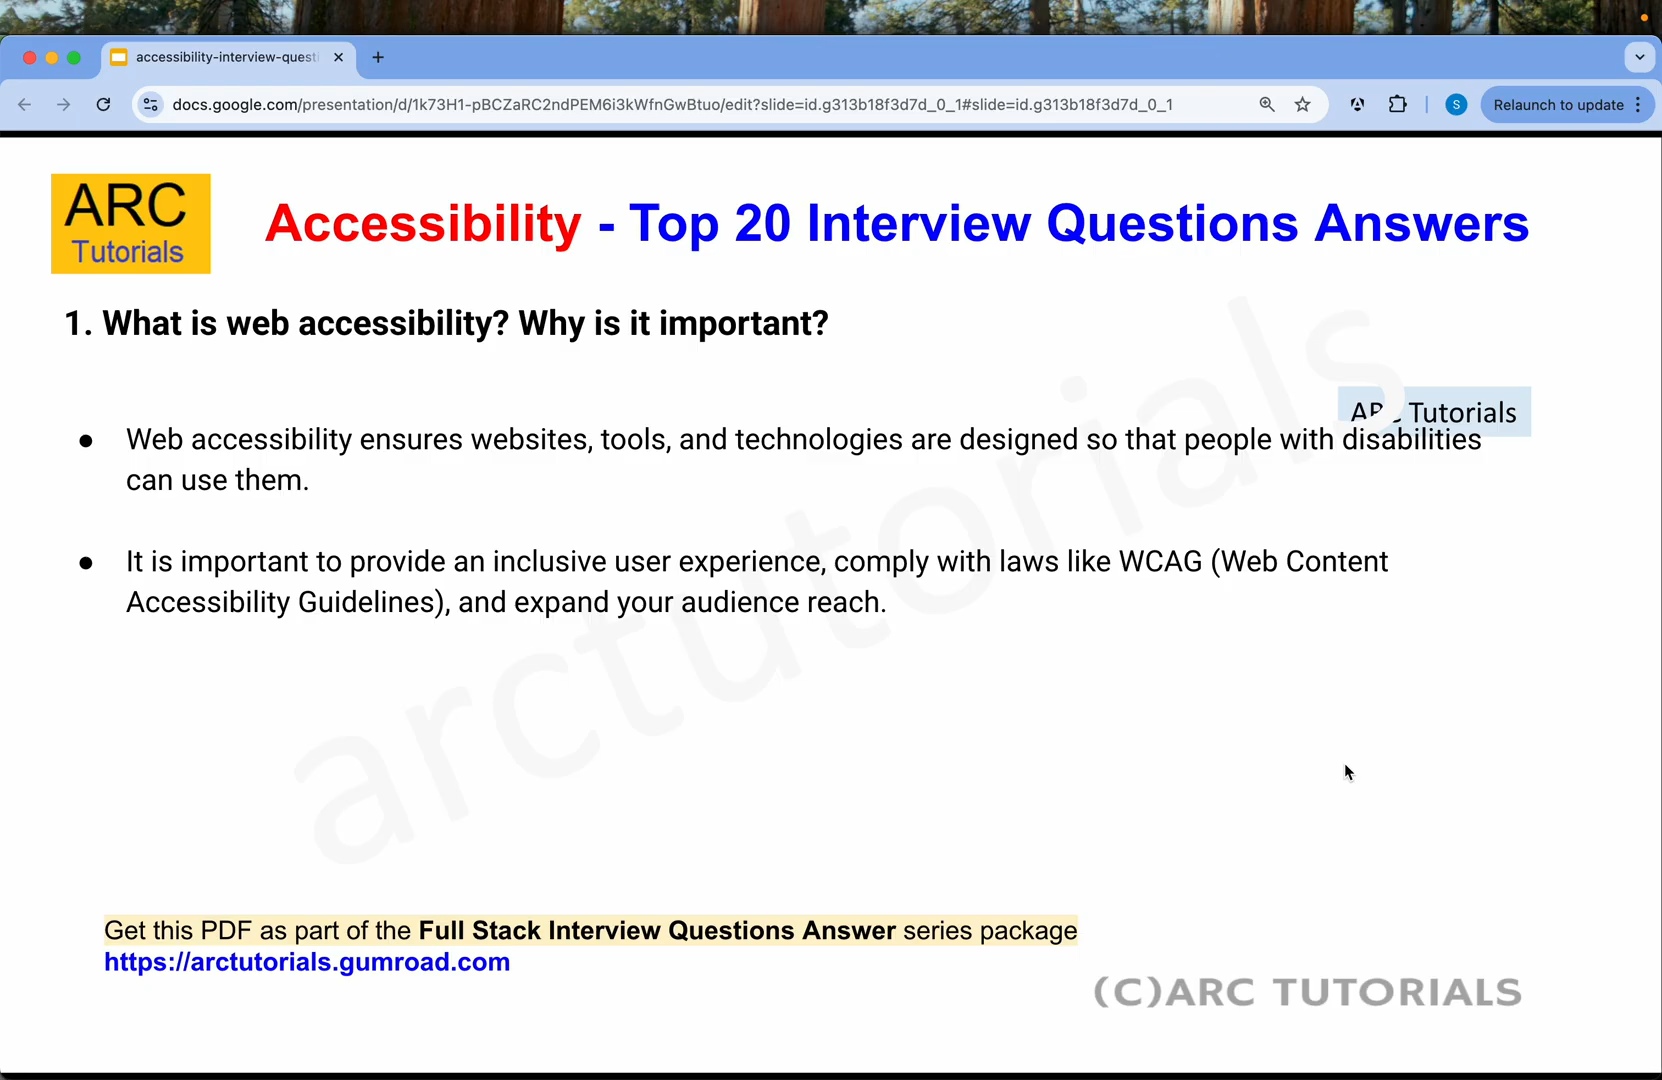 accessibility-interview-quest
docs.google.com/presentation/d/1k73H1-pBCZaRC2ndPEM6i3kWfnGwBtuo/edit?slide=id.g313b18f3d7d_0_1#slide=id.g313b18f3d7d_0_1
S
Relaunch to update
ARC
Tutorials
Accessibility - Top 20 Interview Questions Answers
1. What is web accessibility? Why is it important?
ARC Tutorials
● Web accessibility ensures websites, tools, and technologies are designed so that people with disabilities
can use them.
● It is important to provide an inclusive user experience, comply with laws like WCAG (Web Content
Accessibility Guidelines), and expand your audience reach.
arctutorials
Get this PDF as part of the Full Stack Interview Questions Answer series package
https://arctutorials.gumroad.com
(C)ARC TUTORIALS